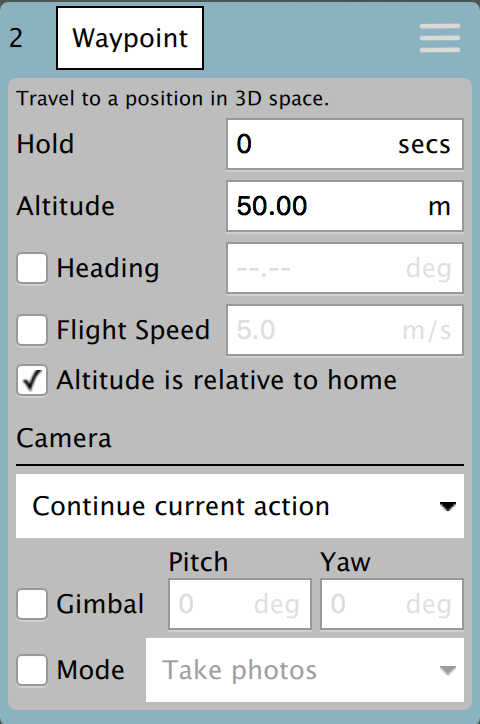 2 Waypoint
Travel to a position in 3D space.
Hold 0 secs
Altitude 50.00 m
Heading --.-- deg
Flight Speed 5.0 m/s
Altitude is relative to home
Camera
Continue current action
Pitch Yaw
Gimbal 0 deg 0 deg
Mode Take photos